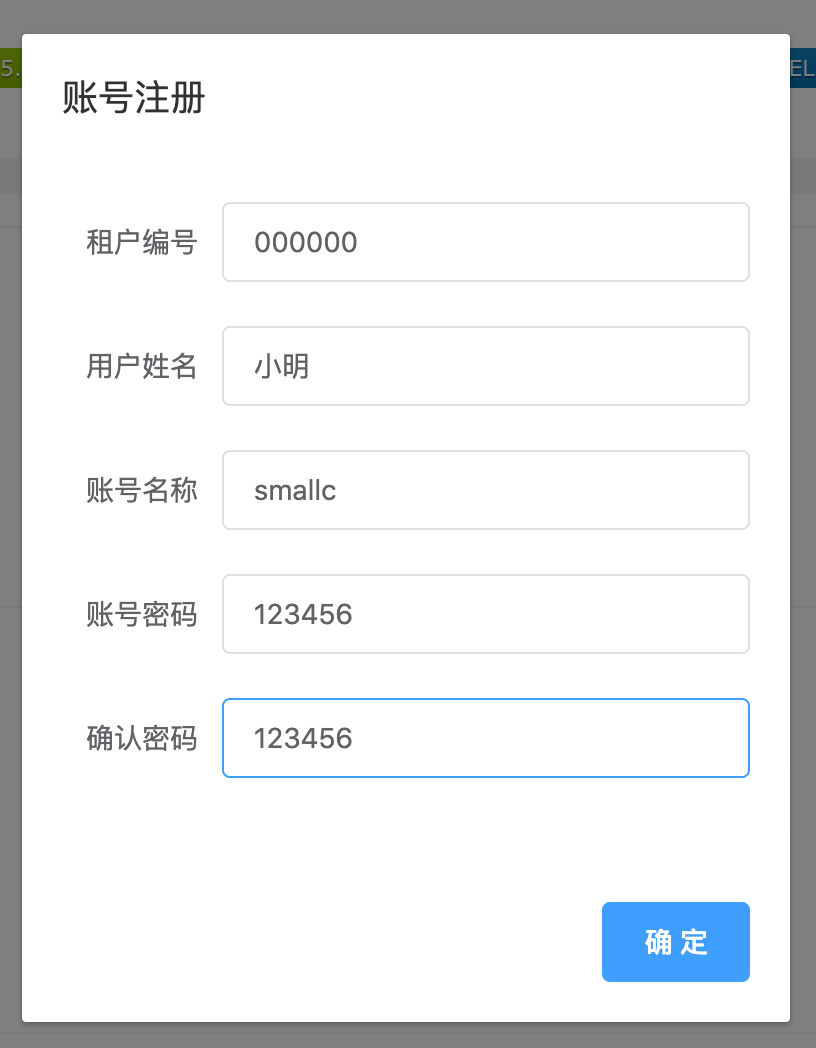 5.
EL
账号注册
租户编号 000000
用户姓名 小明
账号名称 smallc
账号密码 123456
确认密码 123456
确 定